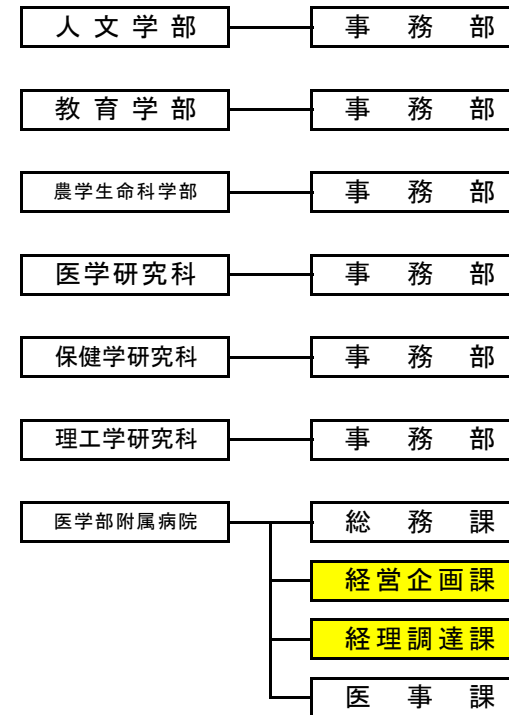 人文学部 事務部
教育学部 事務部
農学生命科学部 事務部
医学研究科 事務部
保健学研究科 事務部
理工学研究科 事務部
医学部附属病院 総務課
経営企画課
経理調達課
医事課